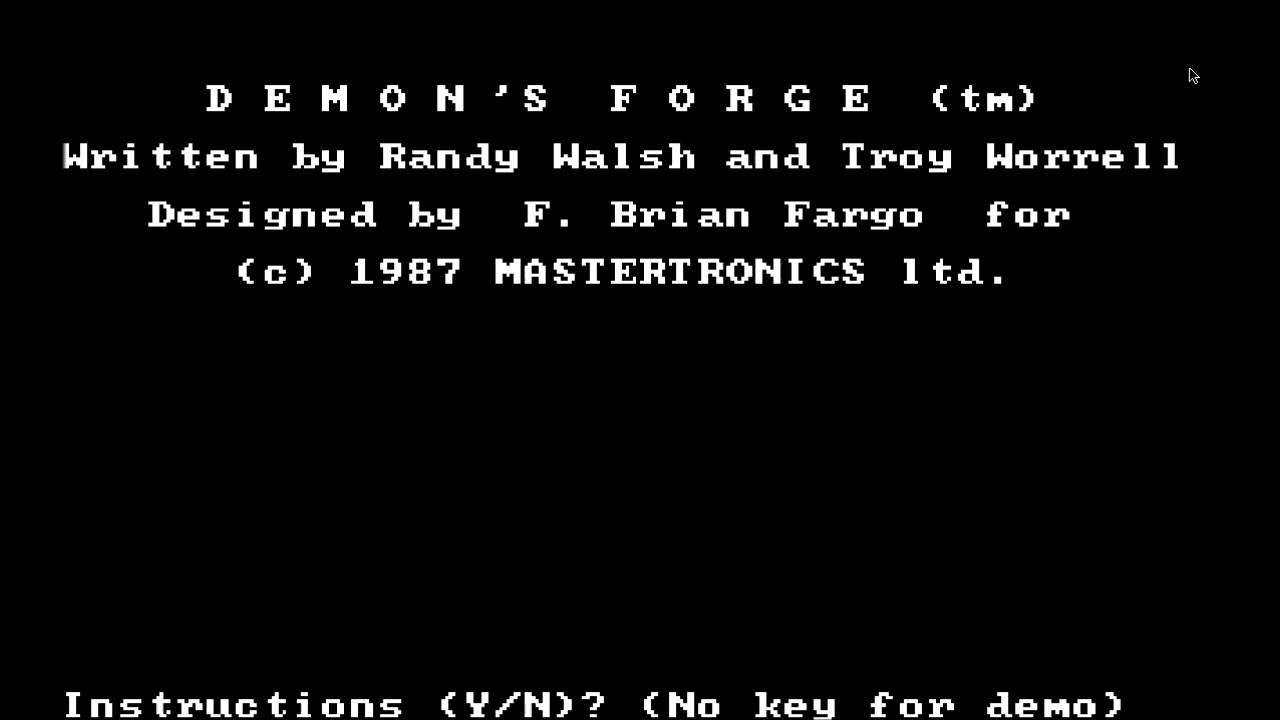 D E M O N ' S  F O R G E  (tm)
Written by Randy Walsh and Troy Worrell
Designed by  F. Brian Fargo  for
(c) 1987 MASTERTRONICS ltd.
Instructions (Y/N)? (No key for demo)